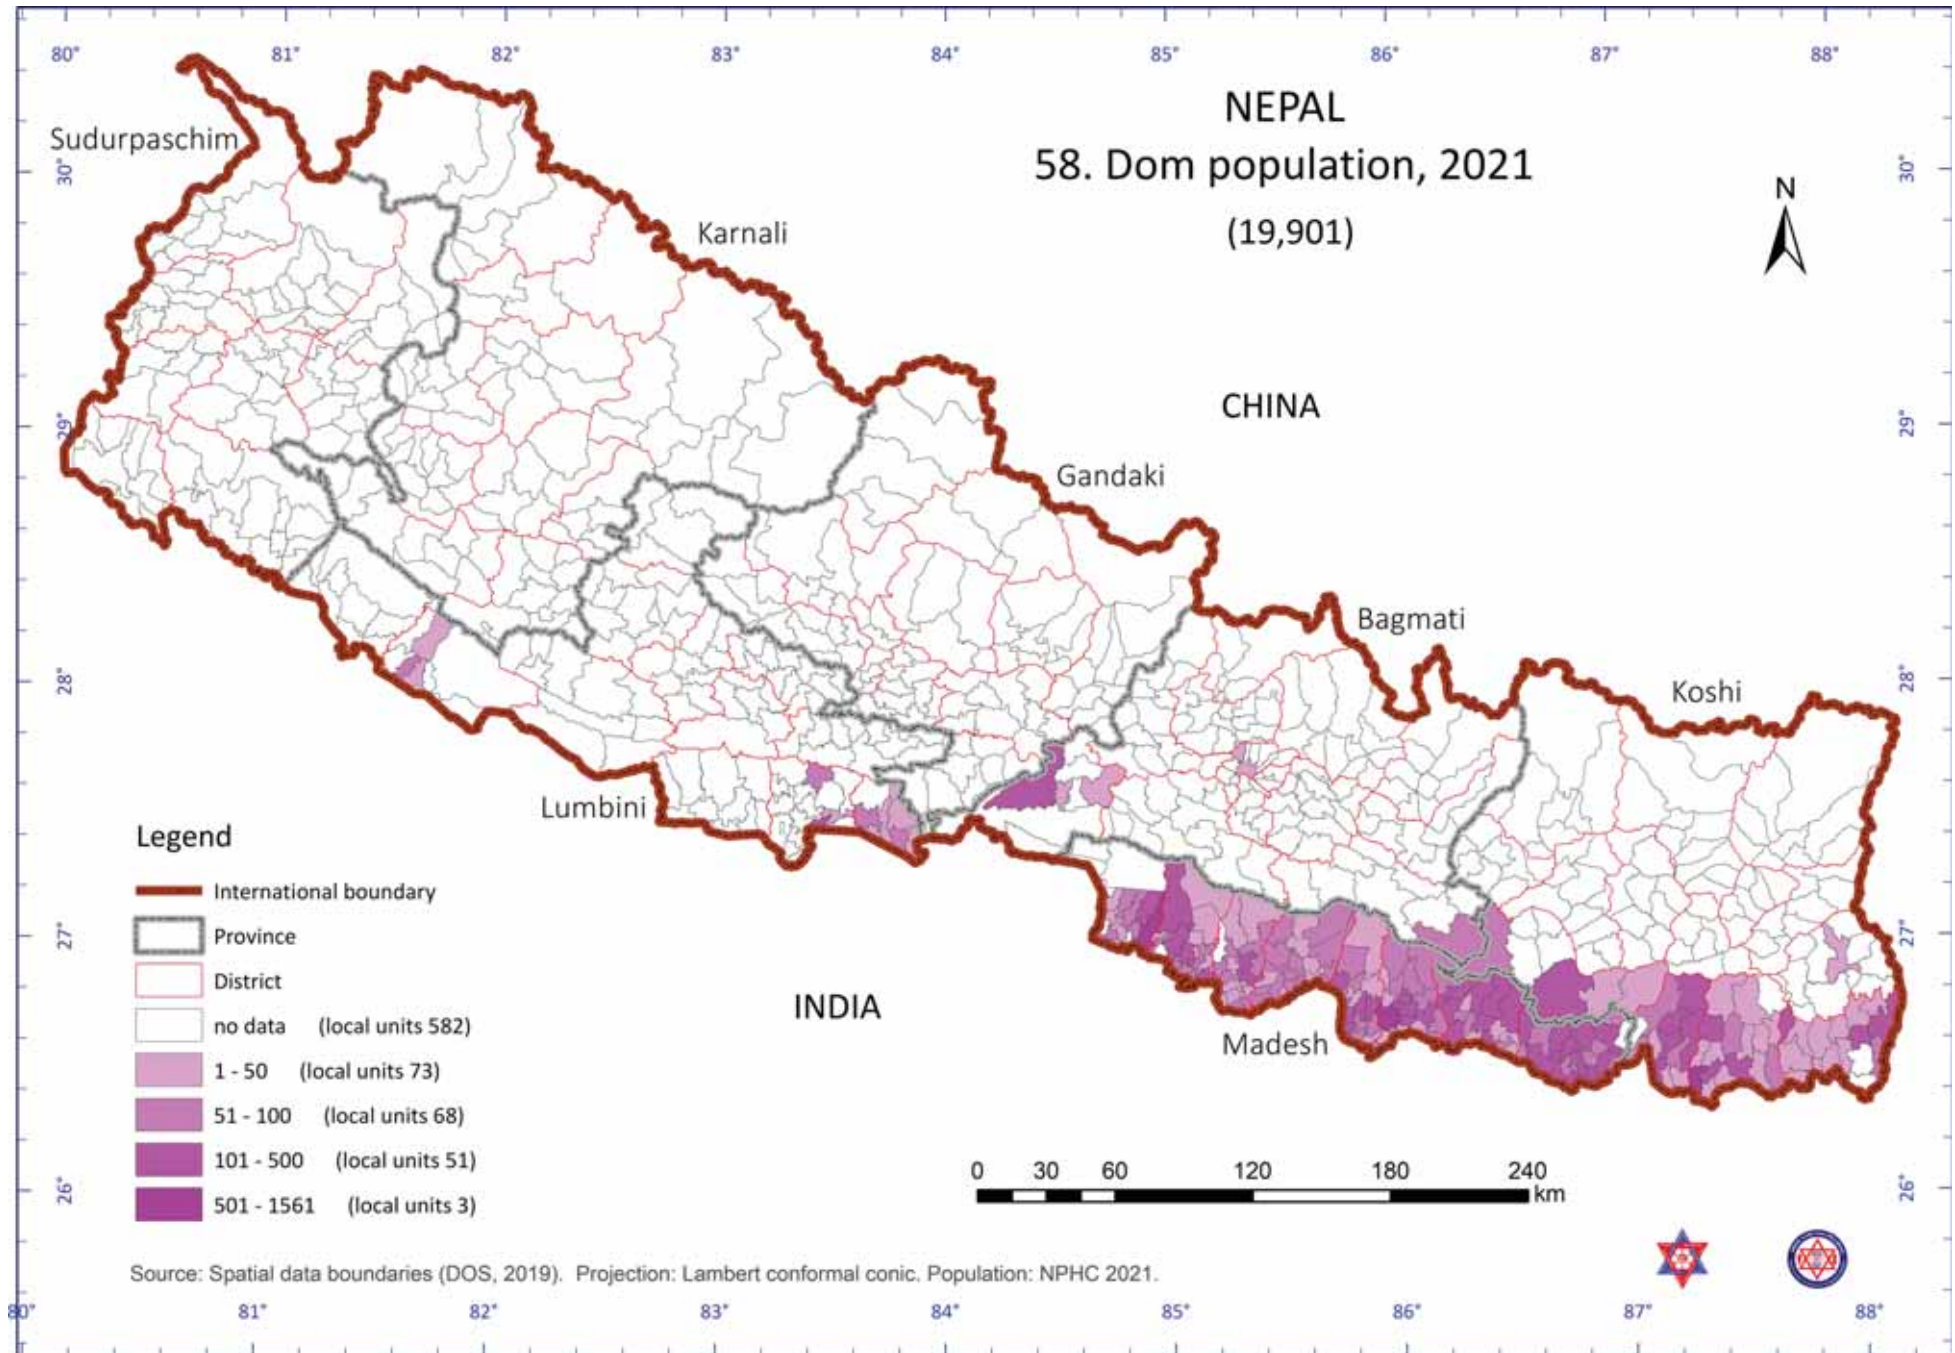 80° 81° 82° 83° 84° 85° 86° 87° 88°
NEPAL
58. Dom population, 2021
(19,901)
N
Sudurpaschim
30° 30°
Karnali
CHINA
29° 29°
Gandaki
Bagmati
28° 28°
Koshi
Lumbini
Legend
International boundary
Province
27° 27°
District
INDIA
no data (local units 582)
Madesh
1 - 50 (local units 73)
51 - 100 (local units 68)
101 - 500 (local units 51)
501 - 1561 (local units 3)
0 30 60 120 180 240
km
26° 26°
Source: Spatial data boundaries (DOS, 2019). Projection: Lambert conformal conic. Population: NPHC 2021.
80° 81° 82° 83° 84° 85° 86° 87° 88°